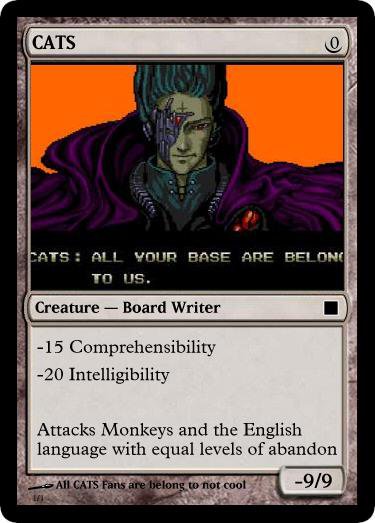 CATS 0
CATS: ALL YOUR BASE ARE BELONG
TO US.
Creature — Board Writer
-15 Comprehensibility
-20 Intelligibility
Attacks Monkeys and the English
language with equal levels of abandon
All CATS Fans are belong to not cool
-9/9
1/1